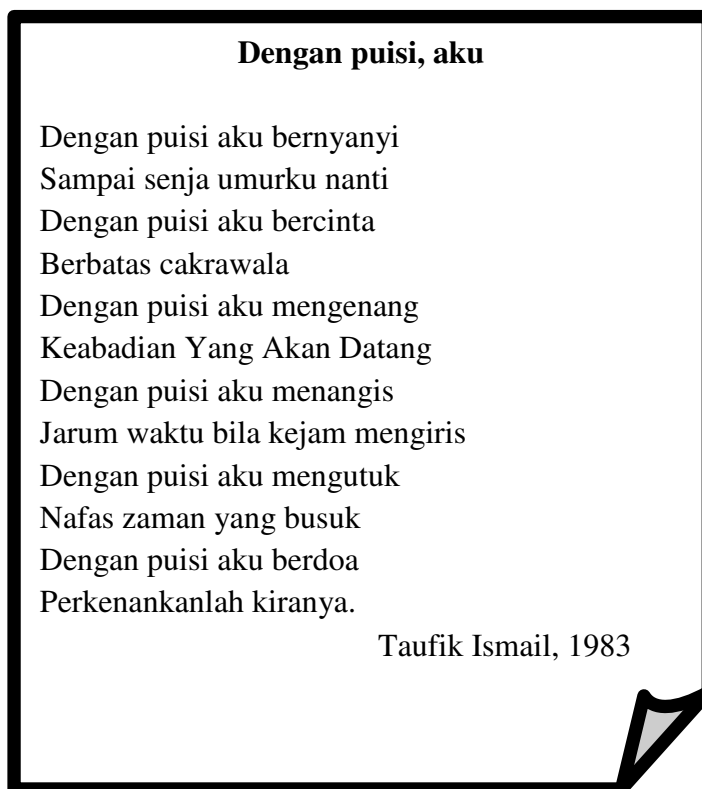 Dengan puisi, aku
Dengan puisi aku bernyanyi
Sampai senja umurku nanti
Dengan puisi aku bercinta
Berbatas cakrawala
Dengan puisi aku mengenang
Keabadian Yang Akan Datang
Dengan puisi aku menangis
Jarum waktu bila kejam mengiris
Dengan puisi aku mengutuk
Nafas zaman yang busuk
Dengan puisi aku berdoa
Perkenankanlah kiranya.
Taufik Ismail, 1983